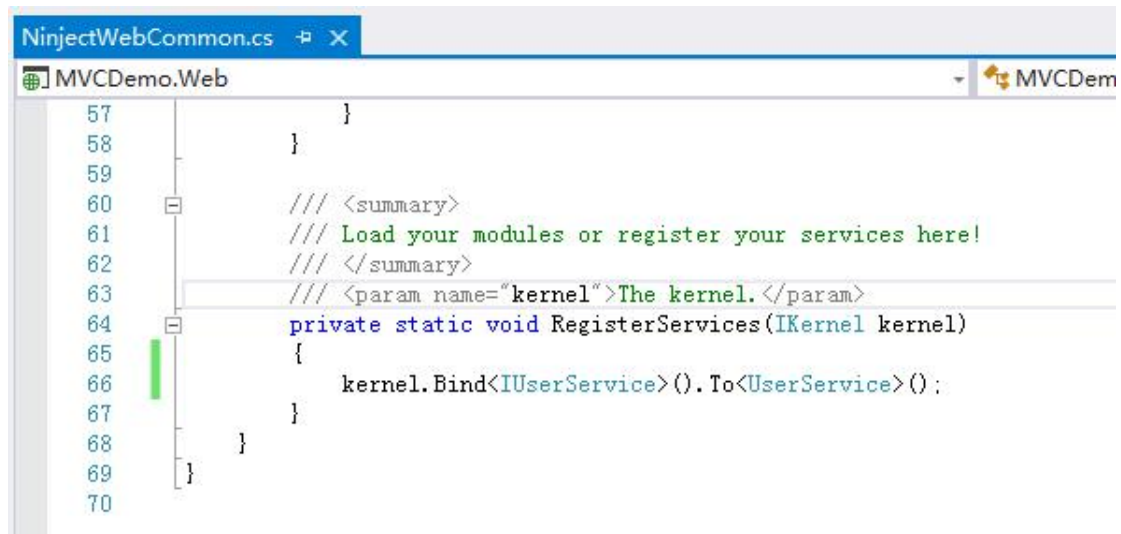 NinjectWebCommon.cs
MVCDemo.Web MVCDem
57 }
58 }
59
60 /// <summary>
61 /// Load your modules or register your services here!
62 /// </summary>
63 /// <param name="kernel">The kernel.</param>
64 private static void RegisterServices(IKernel kernel)
65 {
66 kernel.Bind<IUserService>().To<UserService>();
67 }
68 }
69 }
70